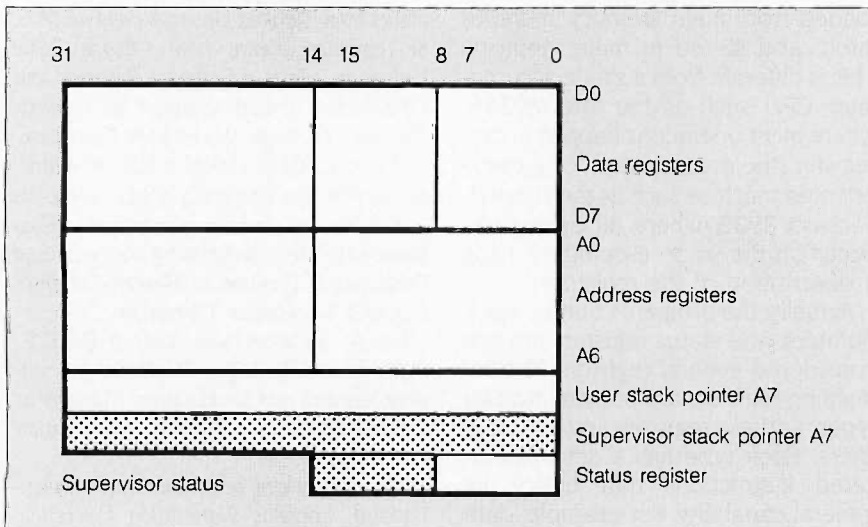 31 14 15 8 7 0
D0
Data registers
D7
A0
Address registers
A6
User stack pointer A7
Supervisor stack pointer A7
Supervisor status Status register